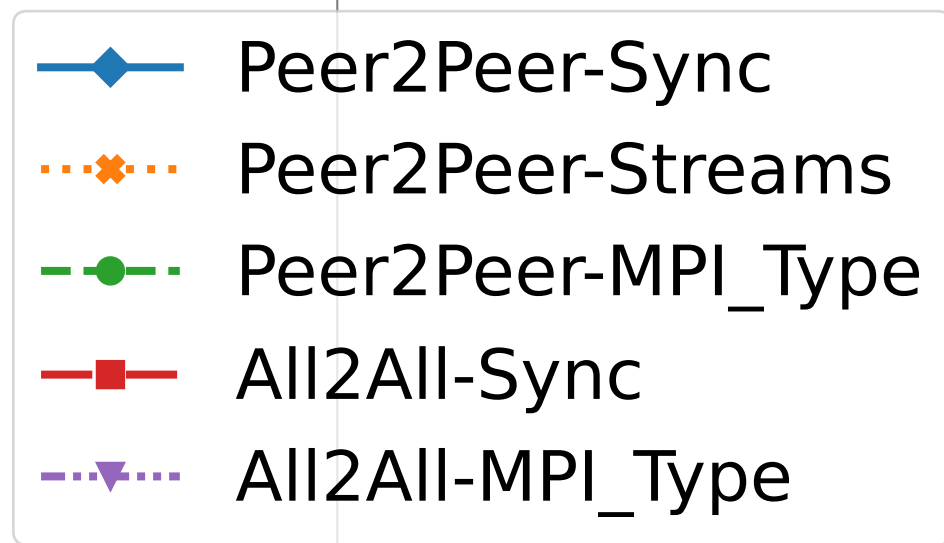 Peer2Peer-Sync
Peer2Peer-Streams
Peer2Peer-MPI_Type
All2All-Sync
All2All-MPI_Type